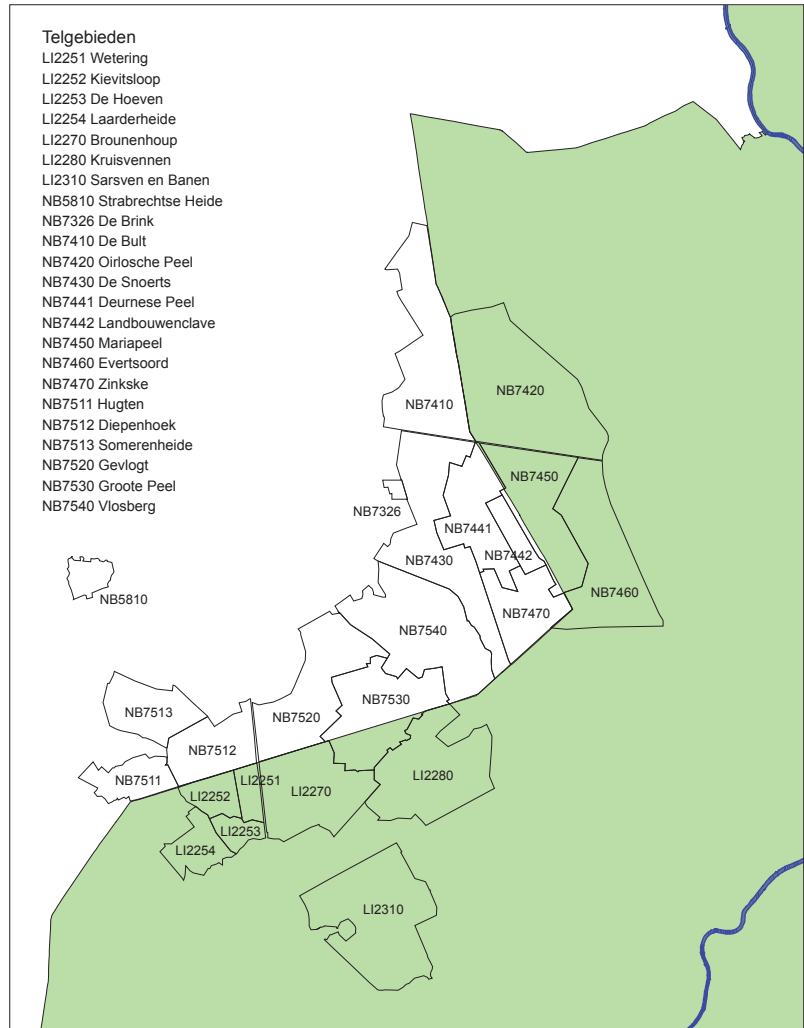 Telgebieden
LI2251 Wetering
LI2252 Kievitsloop
LI2253 De Hoeven
LI2254 Laarderheide
LI2270 Brounenhoup
LI2280 Kruisvennen
LI2310 Sarsven en Banen
NB5810 Strabrechtse Heide
NB7326 De Brink
NB7410 De Bult
NB7420 Oirlosche Peel
NB7430 De Snoerts
NB7441 Deurnese Peel
NB7442 Landbouwenclave
NB7450 Mariapeel
NB7460 Evertsoord
NB7470 Zinkske
NB7511 Hugten
NB7512 Diepenhoek
NB7513 Somerenheide
NB7520 Gevlogt
NB7530 Groote Peel
NB7540 Vlosberg
NB7420
NB7410
NB7450
NB7326
NB7441
NB7442
NB7430
NB7460
NB5810
NB7470
NB7540
NB7530
NB7513
NB7520
NB7512
NB7511
LI2251
LI2280
LI2270
LI2252
LI2253
LI2254
LI2310